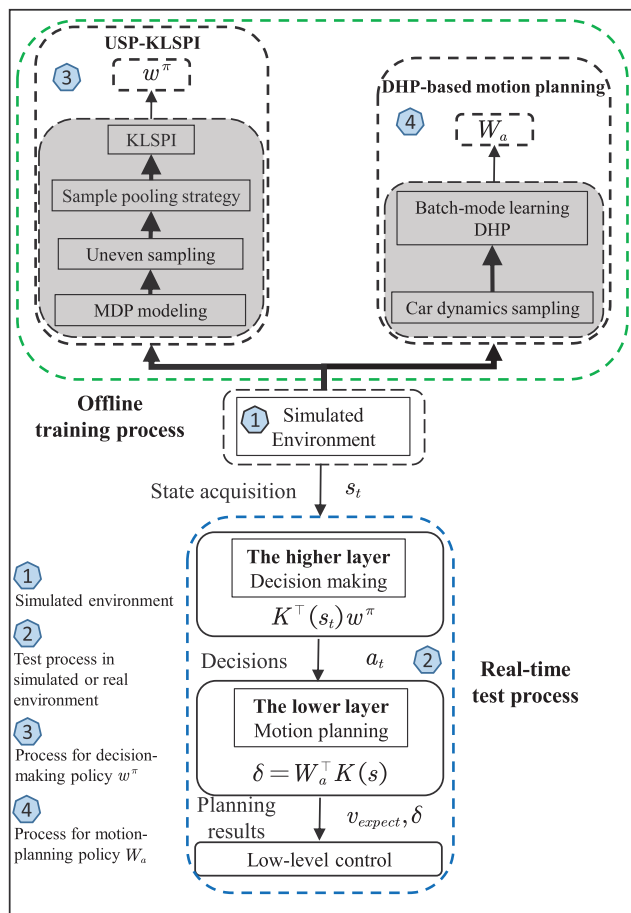 USP-KLSPI
3
w^π
KLSPI
Sample pooling strategy
Uneven sampling
MDP modeling
DHP-based motion planning
4
W_a
Batch-mode learning
DHP
Car dynamics sampling
Offline
training process
1
Simulated
Environment
State acquisition
s_t
The higher layer
Decision making
K^⊤(s_t)w^π
Decisions
a_t
2
The lower layer
Motion planning
δ = W_a^⊤ K(s)
Planning
results
v_expect, δ
Low-level control
Real-time
test process
1
Simulated environment
2
Test process in
simulated or real
environment
3
Process for decision-
making policy w^π
4
Process for motion-
planning policy W_a